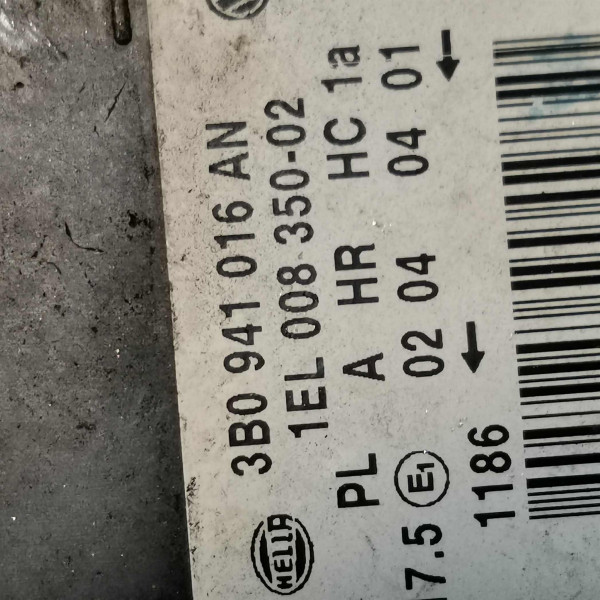 HELLA
3B0 941 016 AN
1EL 008 350-02
PL A HR HC 1a
17.5 E1 02 04 04 01
1186